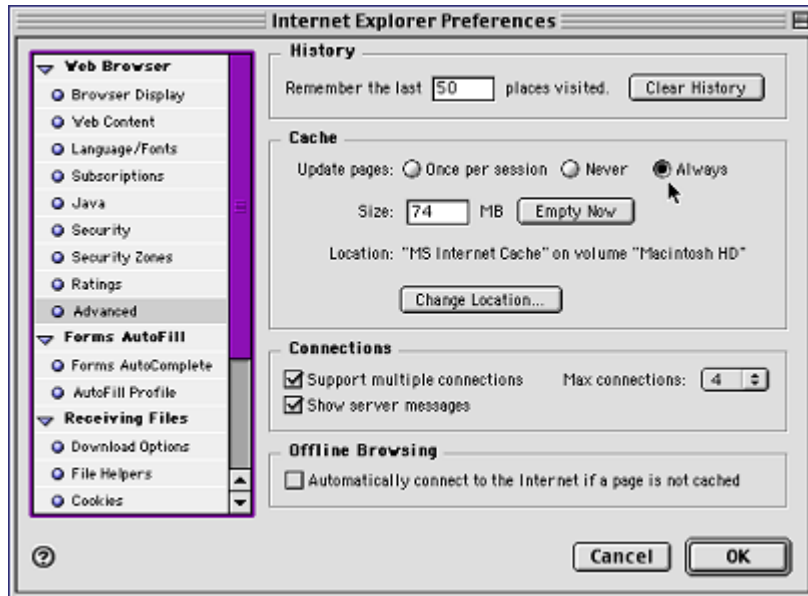 Internet Explorer Preferences
Web Browser
Browser Display
Web Content
Language/Fonts
Subscriptions
Java
Security
Security Zones
Ratings
Advanced
Forms AutoFill
Forms AutoComplete
AutoFill Profile
Receiving Files
Download Options
File Helpers
Cookies
History
Remember the last 50 places visited. Clear History
Cache
Update pages: Once per session Never Always
Size: 74 MB Empty Now
Location: "MS Internet Cache" on volume "Macintosh HD"
Change Location...
Connections
Support multiple connections Max connections: 4
Show server messages
Offline Browsing
Automatically connect to the Internet if a page is not cached
?
Cancel OK